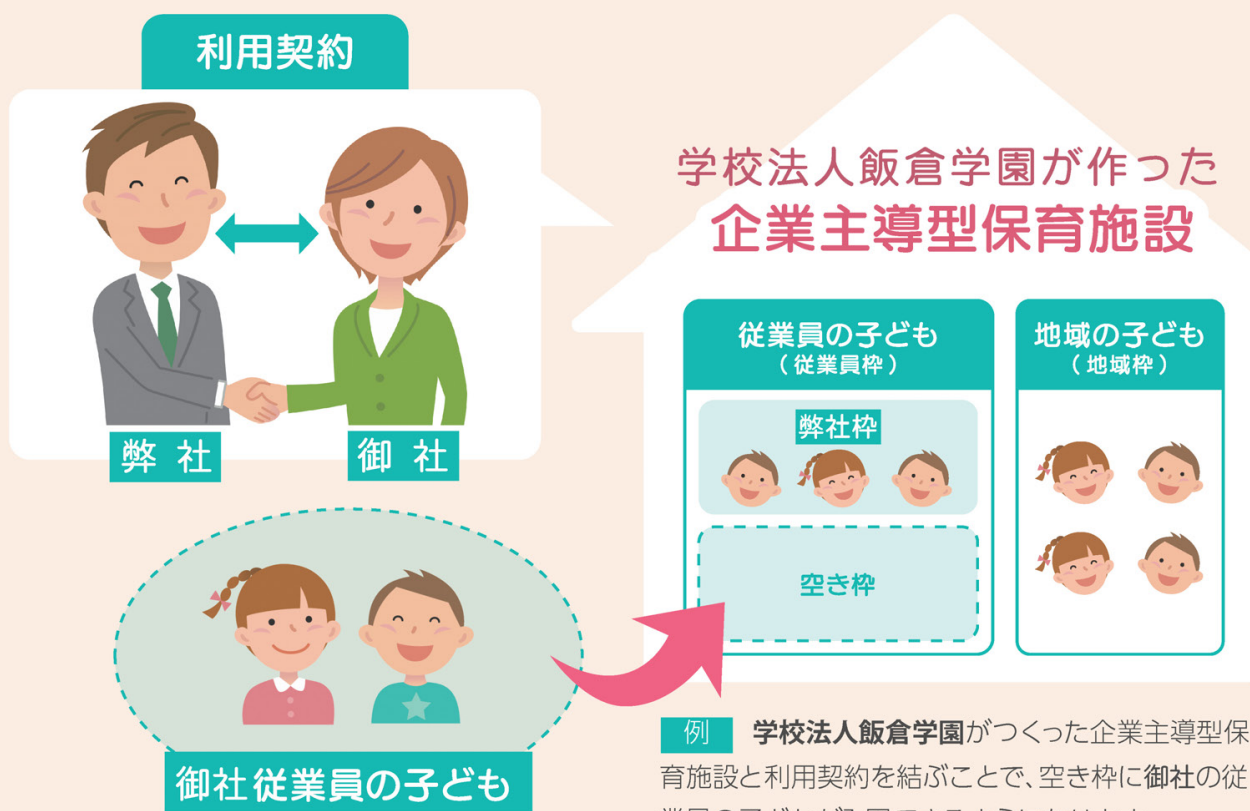 利用契約
弊社
御社
学校法人飯倉学園が作った
企業主導型保育施設
従業員の子ども
（従業員枠）
弊社枠
空き枠
地域の子ども
（地域枠）
御社従業員の子ども
例 学校法人飯倉学園がつくった企業主導型保
育施設と利用契約を結ぶことで、空き枠に御社の従